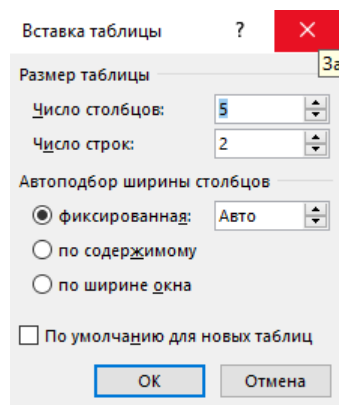 Вставка таблицы ? ×
За
Размер таблицы
Число столбцов: 5
Число строк: 2
Автоподбор ширины столбцов
фиксированная: Авто
по содержимому
по ширине окна
По умолчанию для новых таблиц
ОК Отмена